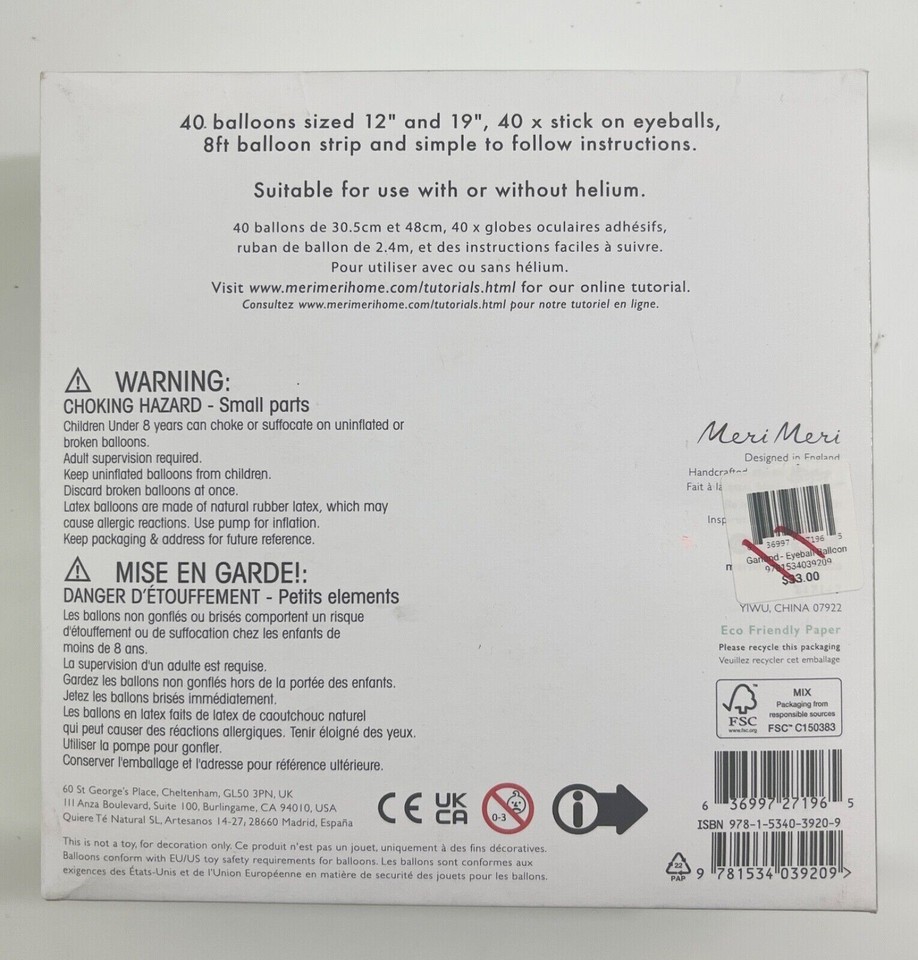 40 balloons sized 12" and 19", 40 x stick on eyeballs,
8ft balloon strip and simple to follow instructions.
Suitable for use with or without helium.
40 ballons de 30.5cm et 48cm, 40 x globes oculaires adhésifs,
ruban de ballon de 2.4m, et des instructions faciles à suivre.
Pour utiliser avec ou sans hélium.
Visit www.merimerihome.com/tutorials.html for our online tutorial.
Consultez www.merimerihome.com/tutorials.html pour notre tutoriel en ligne.
WARNING:
CHOKING HAZARD - Small parts
Children Under 8 years can choke or suffocate on uninflated or
broken balloons.
Adult supervision required.
Keep uninflated balloons from children.
Discard broken balloons at once.
Latex balloons are made of natural rubber latex, which may
cause allergic reactions. Use pump for inflation.
Keep packaging & address for future reference.
MISE EN GARDE!:
DANGER D'ÉTOUFFEMENT - Petits elements
Les ballons non gonflés ou brisés comportent un risque
d'étouffement ou de suffocation chez les enfants de
moins de 8 ans.
La supervision d'un adulte est requise.
Gardez les ballons non gonflés hors de la portée des enfants.
Jetez les ballons brisés immédiatement.
Les ballons en latex faits de latex de caoutchouc naturel
qui peut causer des réactions allergiques. Tenir éloigné des yeux.
Utiliser la pompe pour gonfler.
Conserver l'emballage et l'adresse pour référence ultérieure.
60 St George's Place, Cheltenham, GL50 3PN, UK
111 Anza Boulevard, Suite 100, Burlingame, CA 94010, USA
Quiere Té Natural SL, Artesanos 14-27, 28660 Madrid, España
This is not a toy, for decoration only. Ce produit n'est pas un jouet, uniquement à des fins décoratives.
Balloons conform with EU/US toy safety requirements for balloons. Les ballons sont conformes aux
exigences des États-Unis et de l'Union Européenne en matière de securité des jouets pour les ballons.
CE UK CA 0-3 i
Meri Meri
Designed in England
Fait à la
36997 7196 5
Garland - Eyeball Balloon
9781534039209
$33.00
YIWU, CHINA 07922
Eco Friendly Paper
Please recycle this packaging
Veuillez recycler cet emballage
FSC
www.fsc.org
MIX
Packaging from
responsible sources
FSC™ C150383
6 36997 27196 5
ISBN 978-1-5340-3920-9
22
PAP
9 781534 039209 >